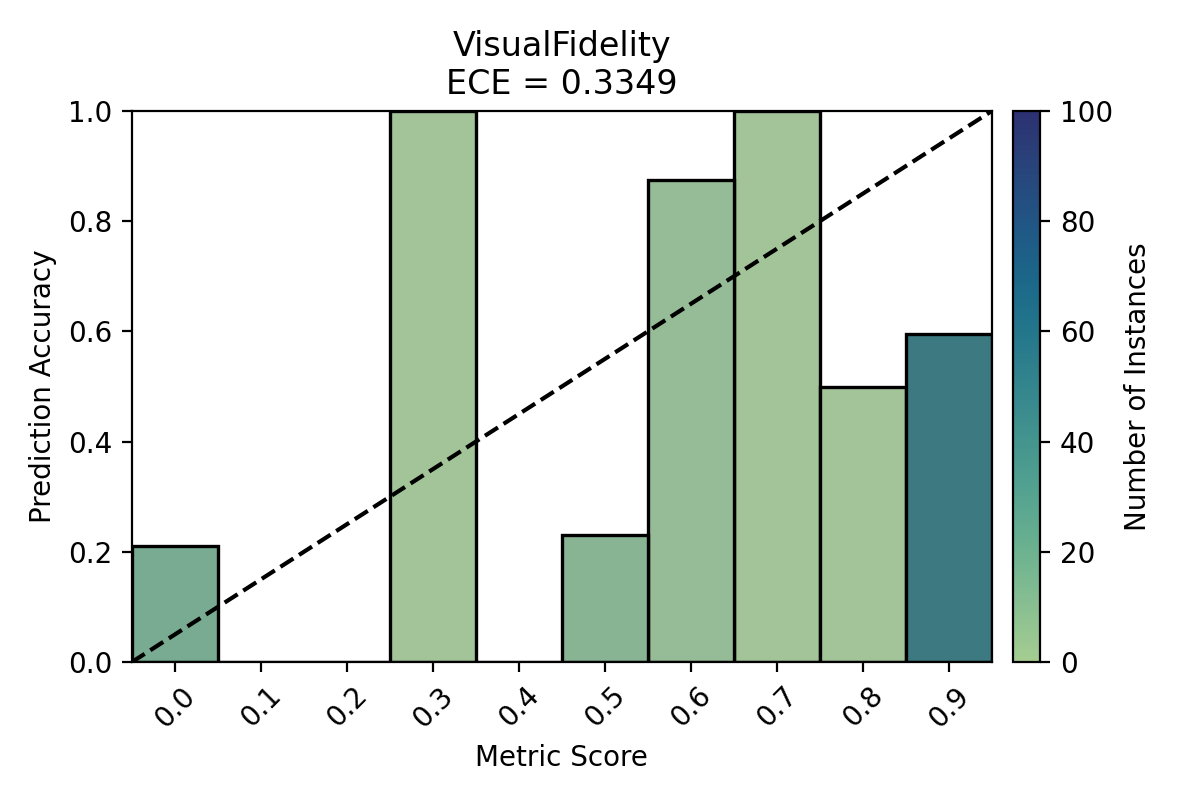 VisualFidelity
ECE = 0.3349
Prediction Accuracy
1.0
0.8
0.6
0.4
0.2
0.0
0.0 0.1 0.2 0.3 0.4 0.5 0.6 0.7 0.8 0.9
Metric Score
100
80
60
40
20
0
Number of Instances